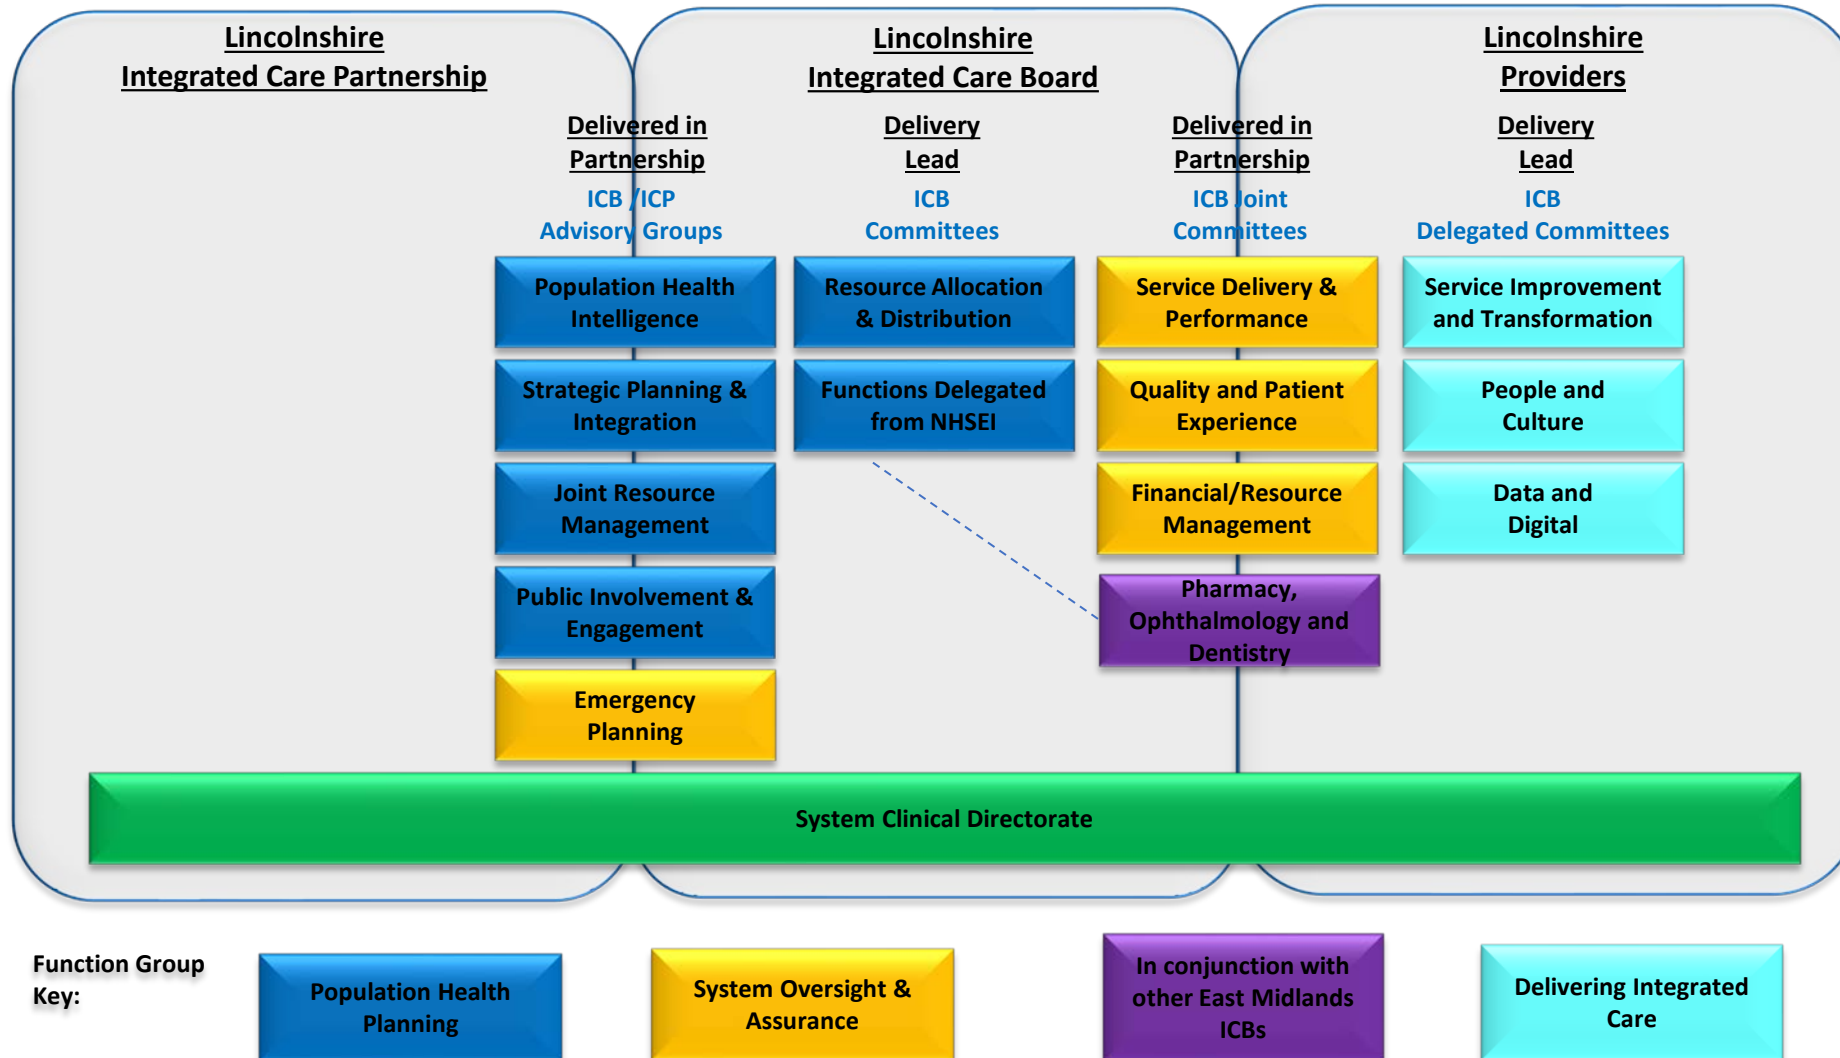 Lincolnshire
Integrated Care Partnership
Lincolnshire
Integrated Care Board
Lincolnshire
Providers
Delivered in
Partnership
ICB /ICP
Advisory Groups
Delivery
Lead
ICB
Committees
Delivered in
Partnership
ICB Joint
Committees
Delivery
Lead
ICB
Delegated Committees
Population Health
Intelligence
Strategic Planning &
Integration
Joint Resource
Management
Public Involvement &
Engagement
Emergency
Planning
Resource Allocation
& Distribution
Functions Delegated
from NHSEI
Service Delivery &
Performance
Quality and Patient
Experience
Financial/Resource
Management
Pharmacy,
Ophthalmology and
Dentistry
Service Improvement
and Transformation
People and
Culture
Data and
Digital
System Clinical Directorate
Function Group
Key:
Population Health
Planning
System Oversight &
Assurance
In conjunction with
other East Midlands
ICBs
Delivering Integrated
Care